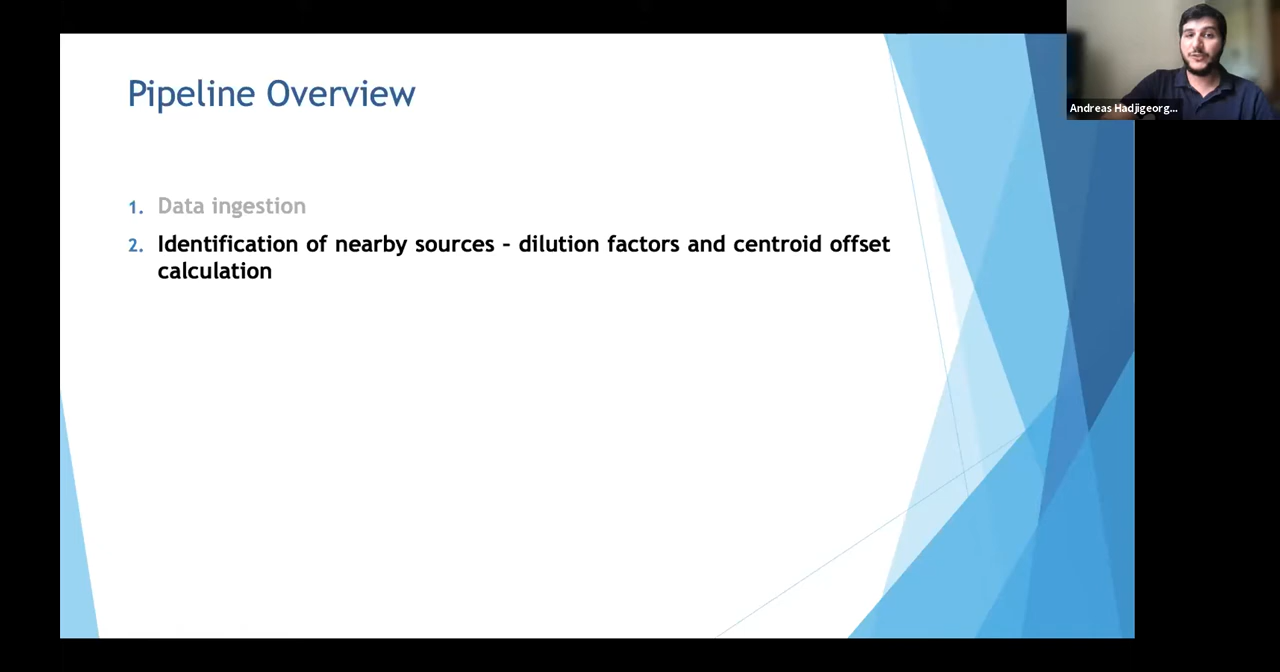 Pipeline Overview
Andreas Hadjigeorg...
1. Data ingestion
2. Identification of nearby sources – dilution factors and centroid offset
calculation